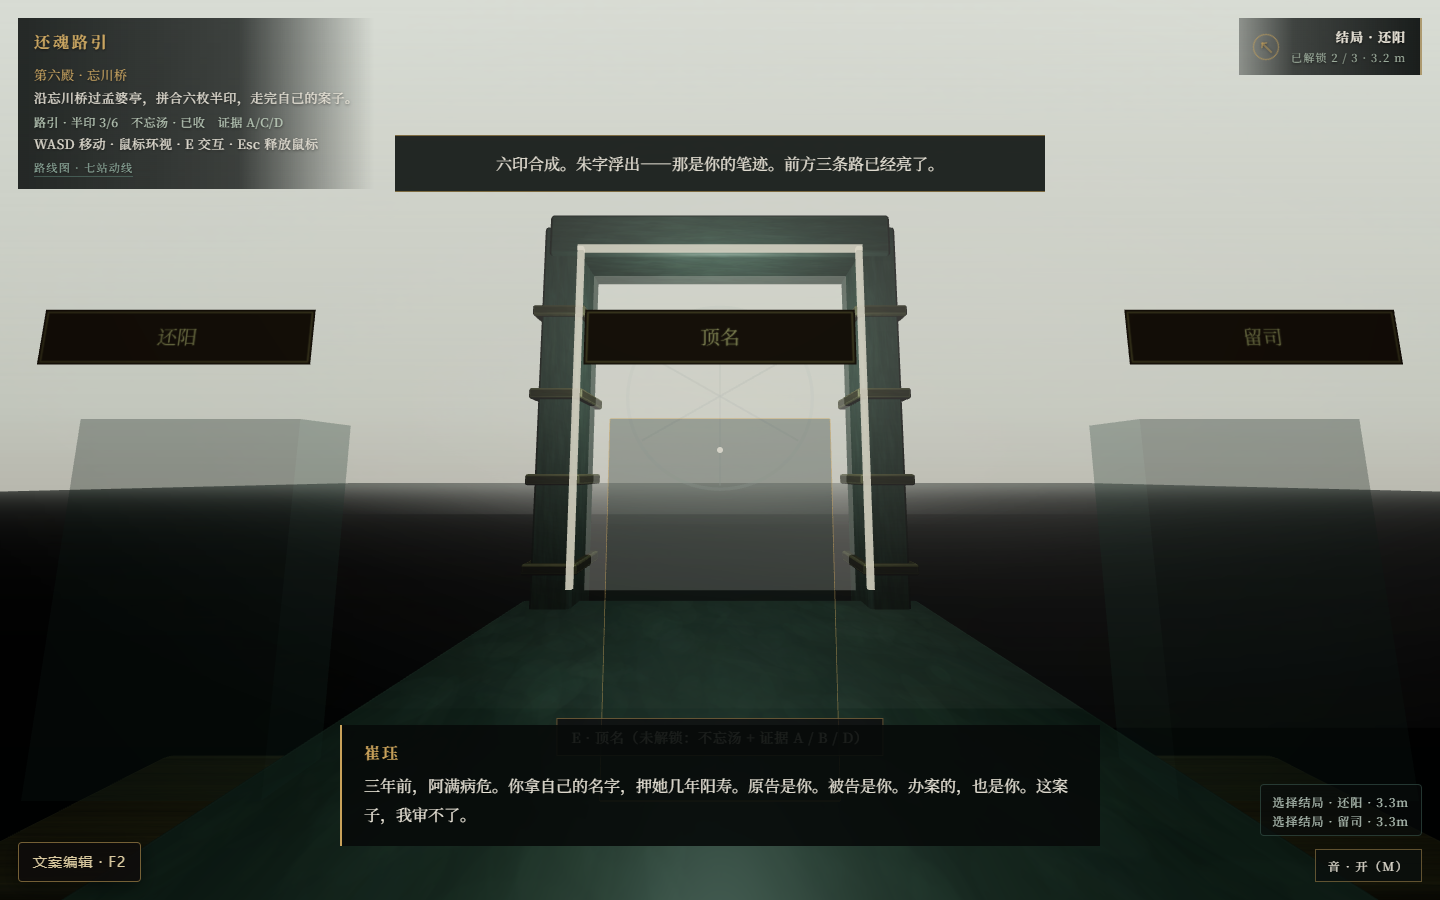 还魂路引
第六殿 · 忘川桥
沿忘川桥过孟婆亭，拼合六枚半印，走完自己的案子。
路引 · 半印 3/6 不忘汤 · 已收 证据 A/C/D
WASD 移动 · 鼠标环视 · E 交互 · Esc 释放鼠标
路线图 · 七站动线
结局 · 还阳
已解锁 2 / 3 · 3.2 m
六印合成。朱字浮出——那是你的笔迹。前方三条路已经亮了。
还阳
顶名
留司
E · 顶名（未解锁：不忘汤 + 证据 A / B / D）
崔珏
三年前，阿满病危。你拿自己的名字，押她几年阳寿。原告是你。被告是你。办案的，也是你。这案
子，我审不了。
选择结局 · 还阳 · 3.3m
选择结局 · 留司 · 3.3m
文案编辑 · F2
音 · 开（M）